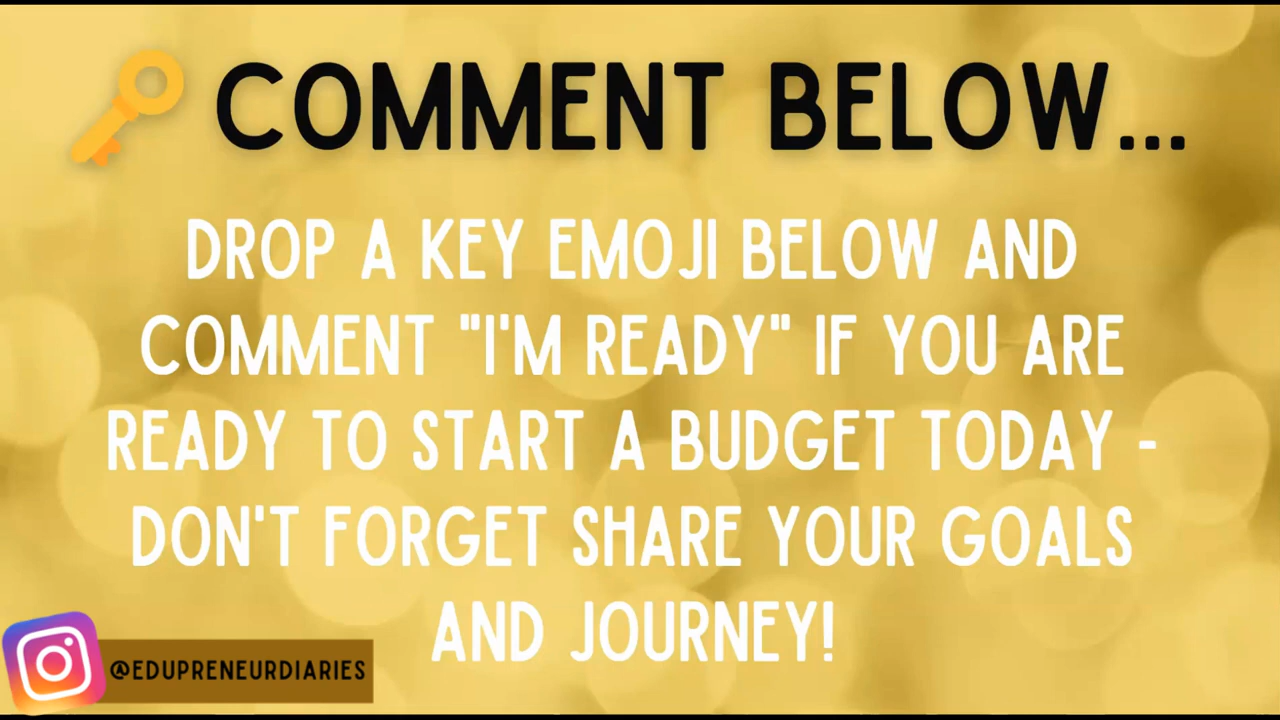 COMMENT BELOW...
DROP A KEY EMOJI BELOW AND
COMMENT "I'M READY" IF YOU ARE
READY TO START A BUDGET TODAY -
DON'T FORGET SHARE YOUR GOALS
AND JOURNEY!
@EDUPRENEURDIARIES